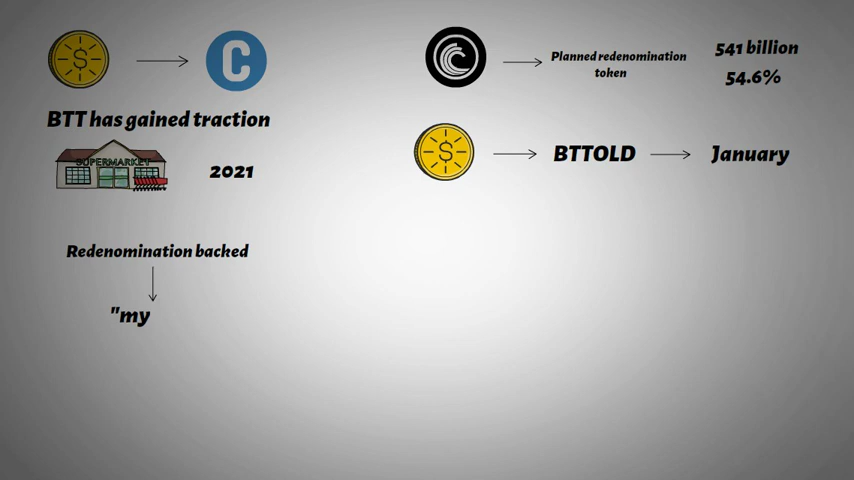 BTT has gained traction
SUPERMARKET
2021
Redenomination backed
"my
Planned redenomination
token
541 billion
54.6%
BTTOLD
January